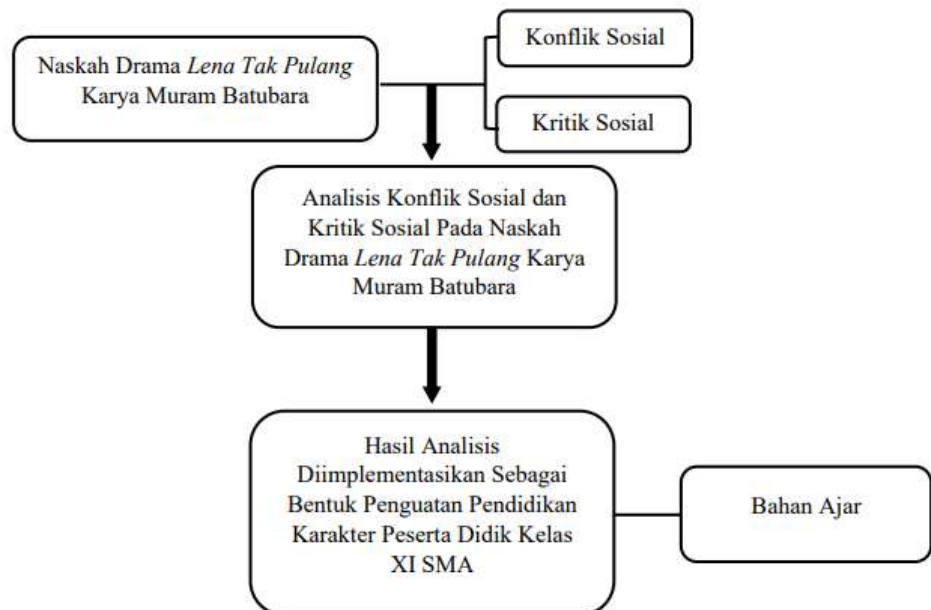 Konflik Sosial
Naskah Drama Lena Tak Pulang
Karya Muram Batubara
Kritik Sosial
Analisis Konflik Sosial dan
Kritik Sosial Pada Naskah
Drama Lena Tak Pulang Karya
Muram Batubara
Hasil Analisis
Diimplementasikan Sebagai
Bentuk Penguatan Pendidikan
Karakter Peserta Didik Kelas
XI SMA
Bahan Ajar